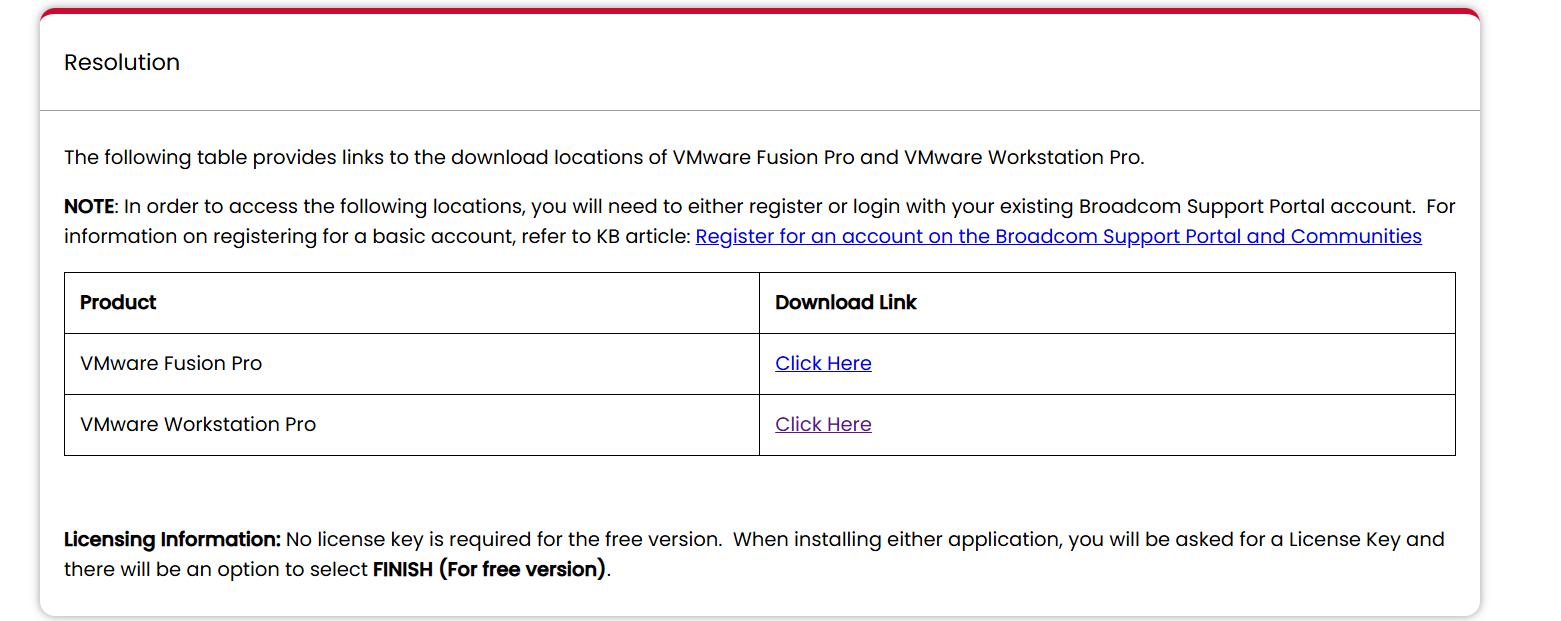 Resolution
The following table provides links to the download locations of VMware Fusion Pro and VMware Workstation Pro.
NOTE: In order to access the following locations, you will need to either register or login with your existing Broadcom Support Portal account.  For
information on registering for a basic account, refer to KB article: Register for an account on the Broadcom Support Portal and Communities
Product Download Link
VMware Fusion Pro Click Here
VMware Workstation Pro Click Here
Licensing Information: No license key is required for the free version.  When installing either application, you will be asked for a License Key and
there will be an option to select FINISH (For free version).